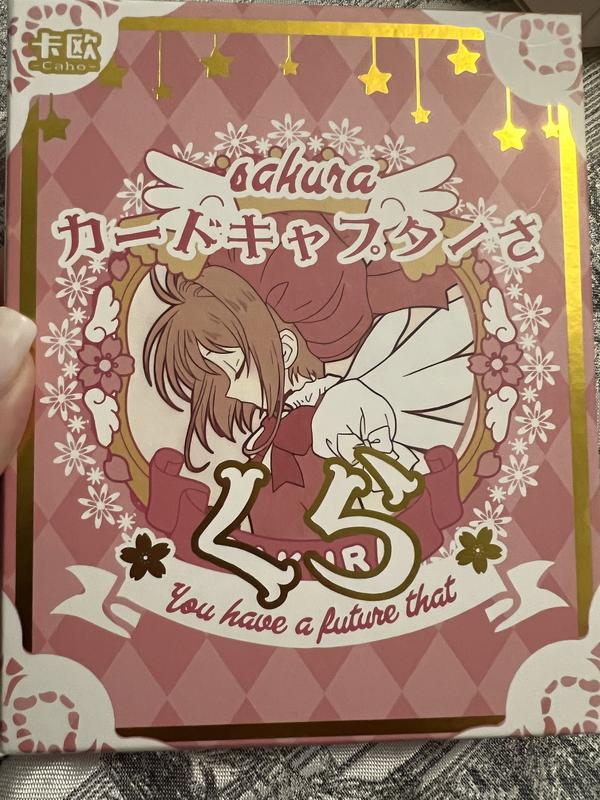 卡欧
-Caho-
sakura
カードキャプターさ
くら
You have a future that